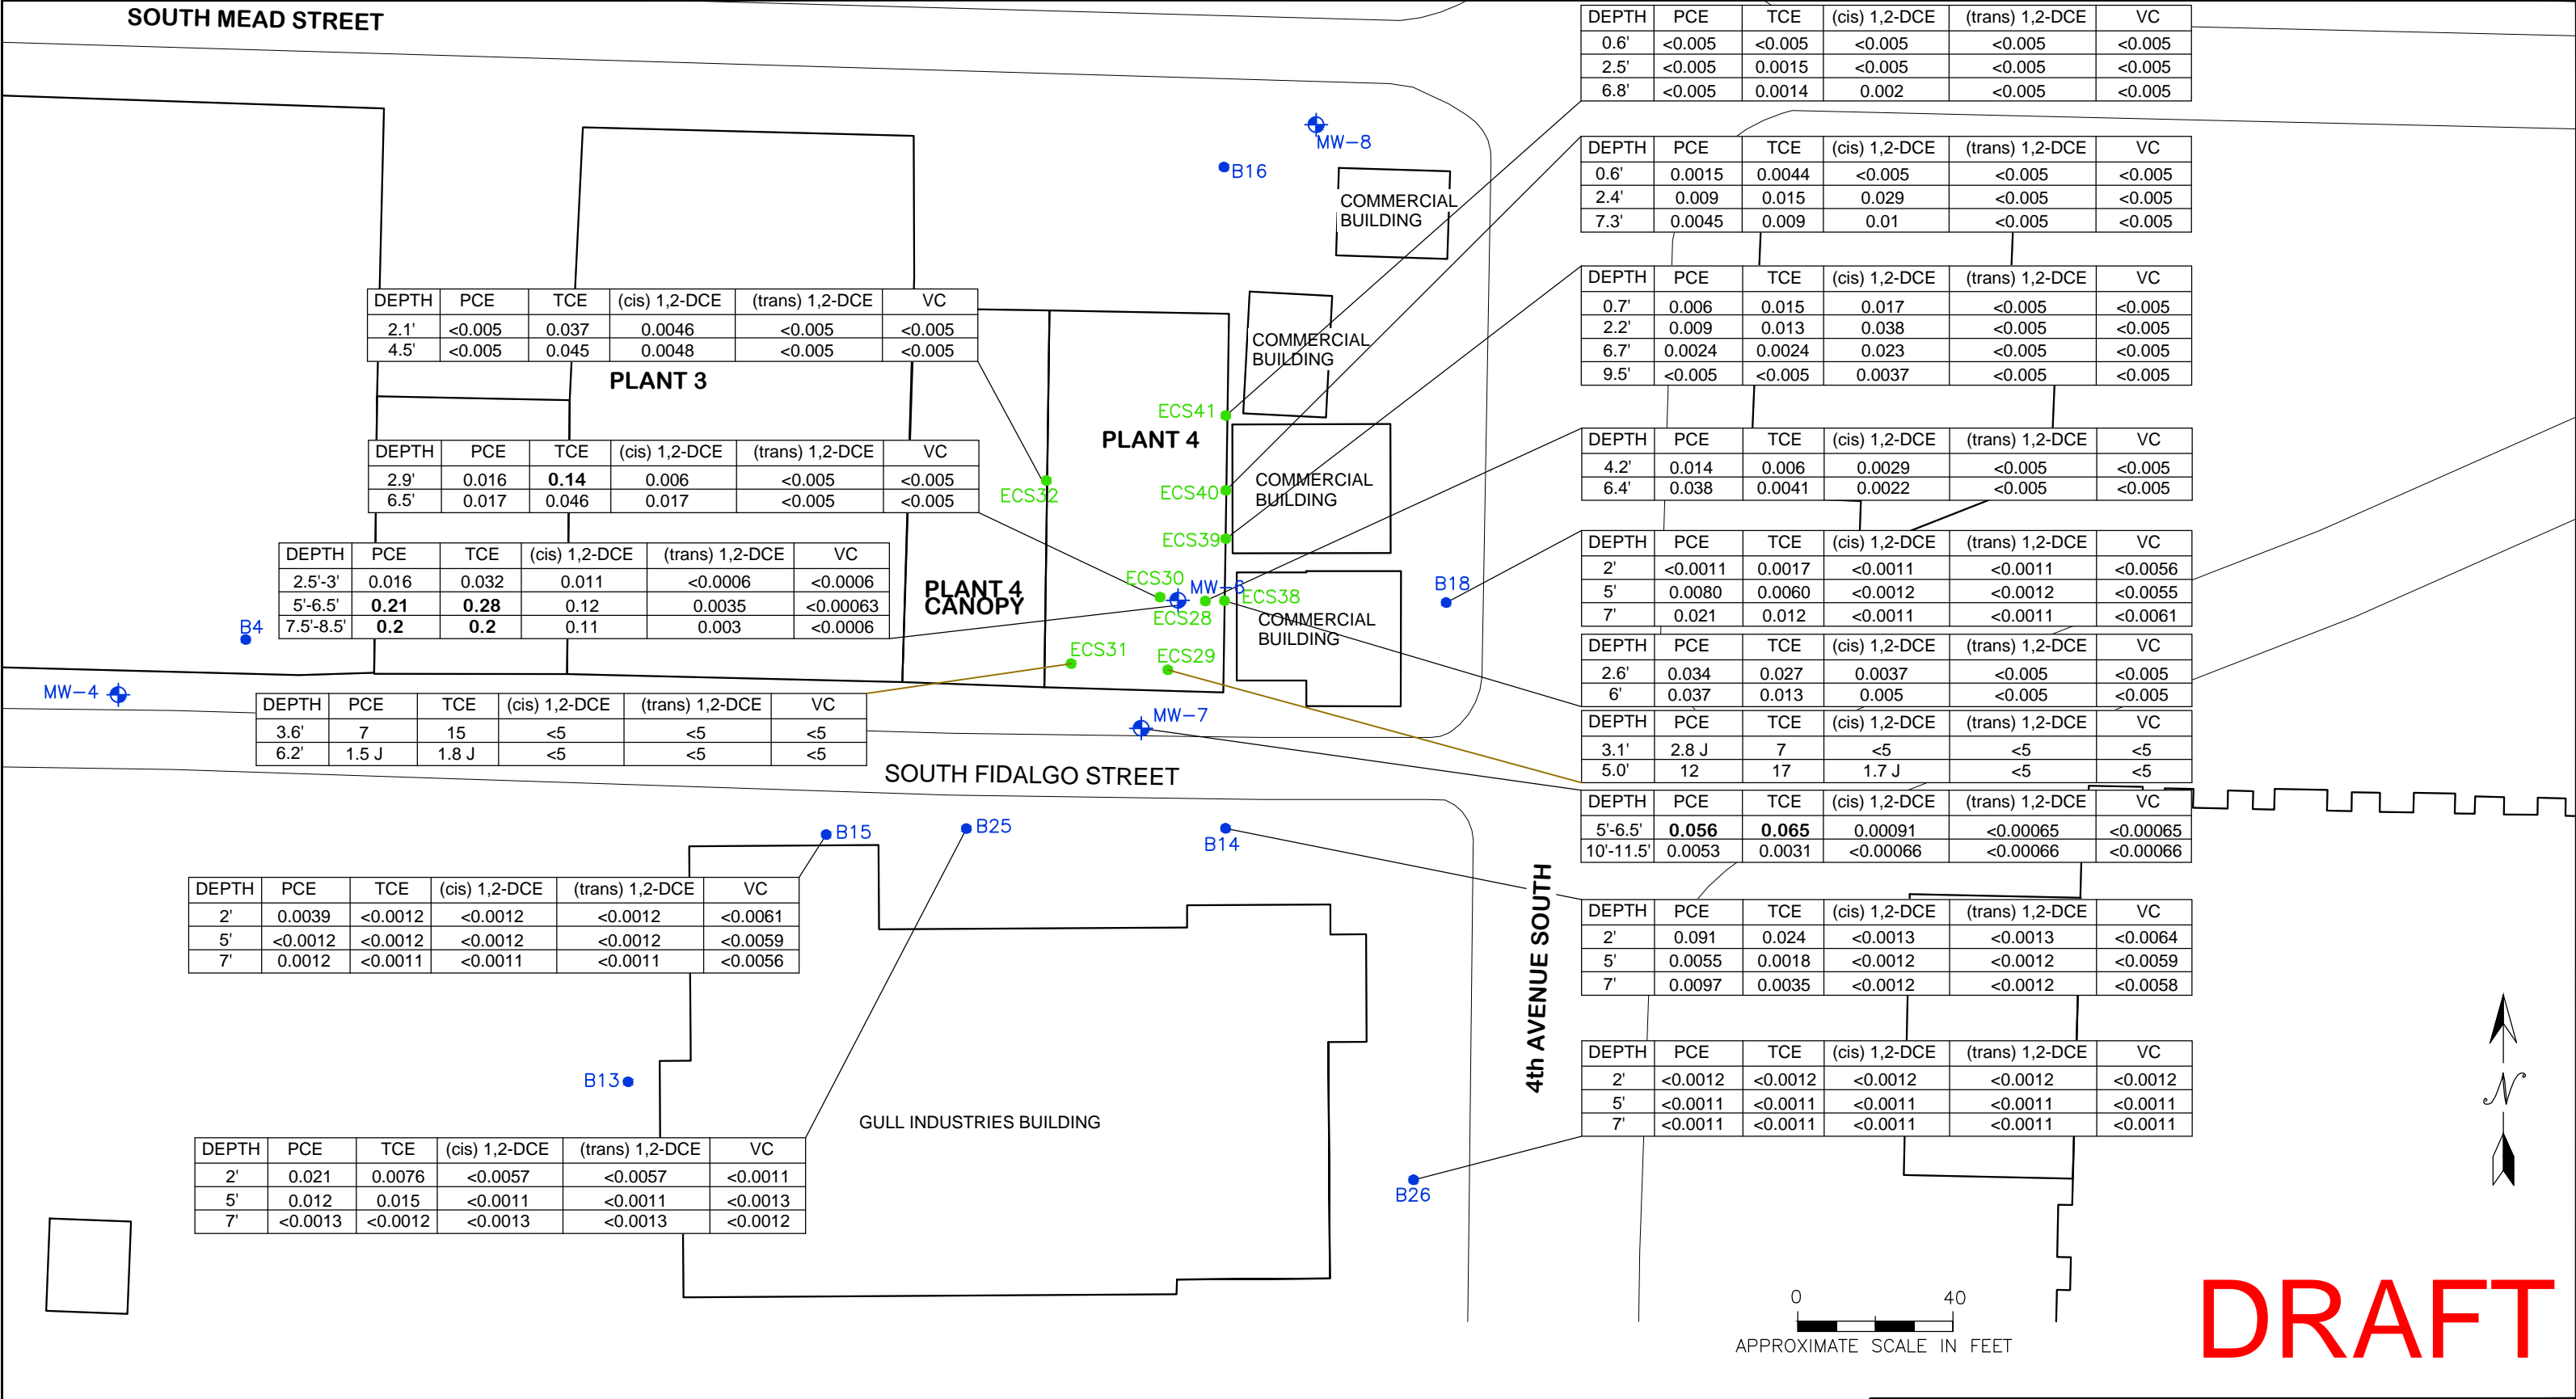 SOUTH MEAD STREET
DEPTH PCE TCE (cis) 1,2-DCE (trans) 1,2-DCE VC
0.6' <0.005 <0.005 <0.005 <0.005 <0.005
2.5' <0.005 0.0015 <0.005 <0.005 <0.005
6.8' <0.005 0.0014 0.002 <0.005 <0.005
MW-8
B16
DEPTH PCE TCE (cis) 1,2-DCE (trans) 1,2-DCE VC
0.6' 0.0015 0.0044 <0.005 <0.005 <0.005
2.4' 0.009 0.015 0.029 <0.005 <0.005
7.3' 0.0045 0.009 0.01 <0.005 <0.005
COMMERCIAL
BUILDING
DEPTH PCE TCE (cis) 1,2-DCE (trans) 1,2-DCE VC
0.7' 0.006 0.015 0.017 <0.005 <0.005
2.2' 0.009 0.013 0.038 <0.005 <0.005
6.7' 0.0024 0.0024 0.023 <0.005 <0.005
9.5' <0.005 <0.005 0.0037 <0.005 <0.005
DEPTH PCE TCE (cis) 1,2-DCE (trans) 1,2-DCE VC
2.1' <0.005 0.037 0.0046 <0.005 <0.005
4.5' <0.005 0.045 0.0048 <0.005 <0.005
COMMERCIAL
BUILDING
PLANT 3
ECS41
PLANT 4
DEPTH PCE TCE (cis) 1,2-DCE (trans) 1,2-DCE VC
2.9' 0.016 0.14 0.006 <0.005 <0.005
6.5' 0.017 0.046 0.017 <0.005 <0.005
ECS32
ECS40
COMMERCIAL
BUILDING
DEPTH PCE TCE (cis) 1,2-DCE (trans) 1,2-DCE VC
4.2' 0.014 0.006 0.0029 <0.005 <0.005
6.4' 0.038 0.0041 0.0022 <0.005 <0.005
ECS39
DEPTH PCE TCE (cis) 1,2-DCE (trans) 1,2-DCE VC
2.5'-3' 0.016 0.032 0.011 <0.0006 <0.0006
5'-6.5' 0.21 0.28 0.12 0.0035 <0.00063
7.5'-8.5' 0.2 0.2 0.11 0.003 <0.0006
PLANT 4
CANOPY
ECS30
MW-6
ECS38
ECS28
COMMERCIAL
BUILDING
B18
DEPTH PCE TCE (cis) 1,2-DCE (trans) 1,2-DCE VC
2' <0.0011 0.0017 <0.0011 <0.0011 <0.0056
5' 0.0080 0.0060 <0.0012 <0.0012 <0.0055
7' 0.021 0.012 <0.0011 <0.0011 <0.0061
B4
ECS31
ECS29
DEPTH PCE TCE (cis) 1,2-DCE (trans) 1,2-DCE VC
2.6' 0.034 0.027 0.0037 <0.005 <0.005
6' 0.037 0.013 0.005 <0.005 <0.005
MW-4
DEPTH PCE TCE (cis) 1,2-DCE (trans) 1,2-DCE VC
3.6' 7 15 <5 <5 <5
6.2' 1.5 J 1.8 J <5 <5 <5
MW-7
DEPTH PCE TCE (cis) 1,2-DCE (trans) 1,2-DCE VC
3.1' 2.8 J 7 <5 <5 <5
5.0' 12 17 1.7 J <5 <5
SOUTH FIDALGO STREET
DEPTH PCE TCE (cis) 1,2-DCE (trans) 1,2-DCE VC
5'-6.5' 0.056 0.065 0.00091 <0.00065 <0.00065
10'-11.5' 0.0053 0.0031 <0.00066 <0.00066 <0.00066
B15
B25
B14
DEPTH PCE TCE (cis) 1,2-DCE (trans) 1,2-DCE VC
2' 0.0039 <0.0012 <0.0012 <0.0012 <0.0061
5' <0.0012 <0.0012 <0.0012 <0.0012 <0.0059
7' 0.0012 <0.0011 <0.0011 <0.0011 <0.0056
4th AVENUE SOUTH
DEPTH PCE TCE (cis) 1,2-DCE (trans) 1,2-DCE VC
2' 0.091 0.024 <0.0013 <0.0013 <0.0064
5' 0.0055 0.0018 <0.0012 <0.0012 <0.0059
7' 0.0097 0.0035 <0.0012 <0.0012 <0.0058
B13
GULL INDUSTRIES BUILDING
DEPTH PCE TCE (cis) 1,2-DCE (trans) 1,2-DCE VC
2' <0.0012 <0.0012 <0.0012 <0.0012 <0.0012
5' <0.0011 <0.0011 <0.0011 <0.0011 <0.0011
7' <0.0011 <0.0011 <0.0011 <0.0011 <0.0011
N
DEPTH PCE TCE (cis) 1,2-DCE (trans) 1,2-DCE VC
2' 0.021 0.0076 <0.0057 <0.0057 <0.0011
5' 0.012 0.015 <0.0011 <0.0011 <0.0013
7' <0.0013 <0.0012 <0.0013 <0.0013 <0.0012
B26
0 40
APPROXIMATE SCALE IN FEET
DRAFT